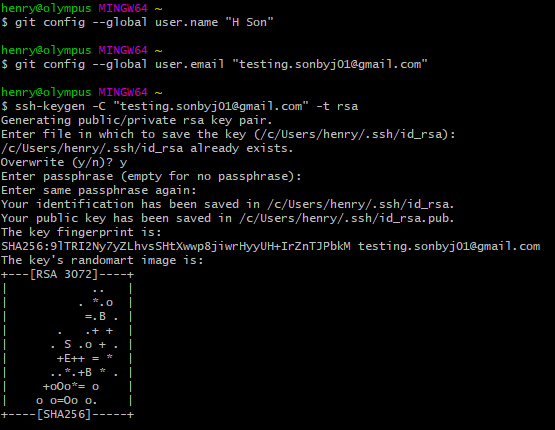 henry@olympus MINGW64 ~
$ git config --global user.name "H Son"

henry@olympus MINGW64 ~
$ git config --global user.email "testing.sonbyj01@gmail.com"

henry@olympus MINGW64 ~
$ ssh-keygen -C "testing.sonbyj01@gmail.com" -t rsa
Generating public/private rsa key pair.
Enter file in which to save the key (/c/Users/henry/.ssh/id_rsa):
/c/Users/henry/.ssh/id_rsa already exists.
Overwrite (y/n)? y
Enter passphrase (empty for no passphrase):
Enter same passphrase again:
Your identification has been saved in /c/Users/henry/.ssh/id_rsa.
Your public key has been saved in /c/Users/henry/.ssh/id_rsa.pub.
The key fingerprint is:
SHA256:9lTRI2Ny7yZLhvsSHtXwwp8jiwrHyyUH+IrZnTJPbkM testing.sonbyj01@gmail.com
The key's randomart image is:
+---[RSA 3072]----+
|           ..    |
|         . *.o   |
|          =.B .  |
|      .   .+ +   |
|     . S .o + .  |
|      +E++ = *   |
|     ..*.+B * .  |
|    +oOo*= o     |
|   o o=Oo o.     |
+----[SHA256]-----+